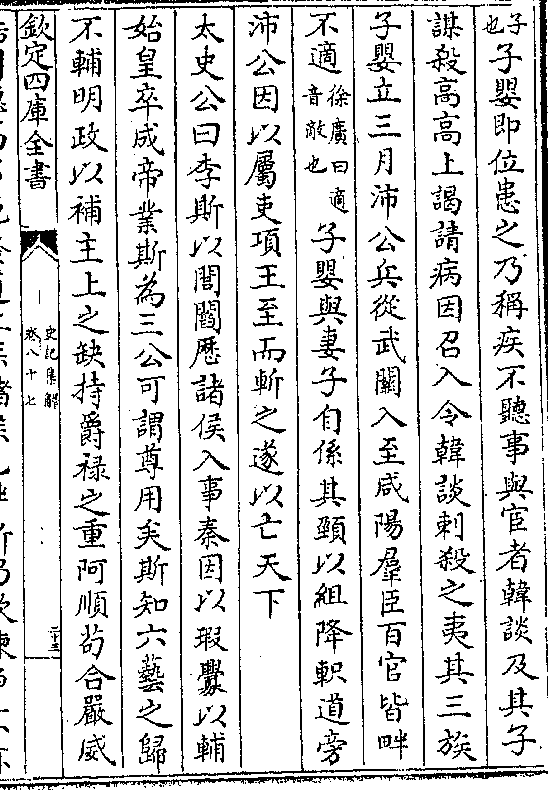 子也子嬰即位患之乃稱疾不聽事與宦者韓談及其子
謀殺高高上謁請病因召入令韓談刺殺之夷其三族
子嬰立三月沛公兵從武關入至咸陽羣臣百官皆畔
不適徐廣曰適音敵也子嬰與妻子自係其頸以組降軹道旁
沛公因以屬吏項王至而斬之遂以亡天下
太史公曰李斯以閭閻歷諸侯入事秦因以瑕釁以輔
始皇卒成帝業斯為三公可謂尊用矣斯知六藝之歸
不輔明政以補主上之缺持爵祿之重阿順茍合嚴威
欽定四庫全書
史記集解
卷八十七
二十五